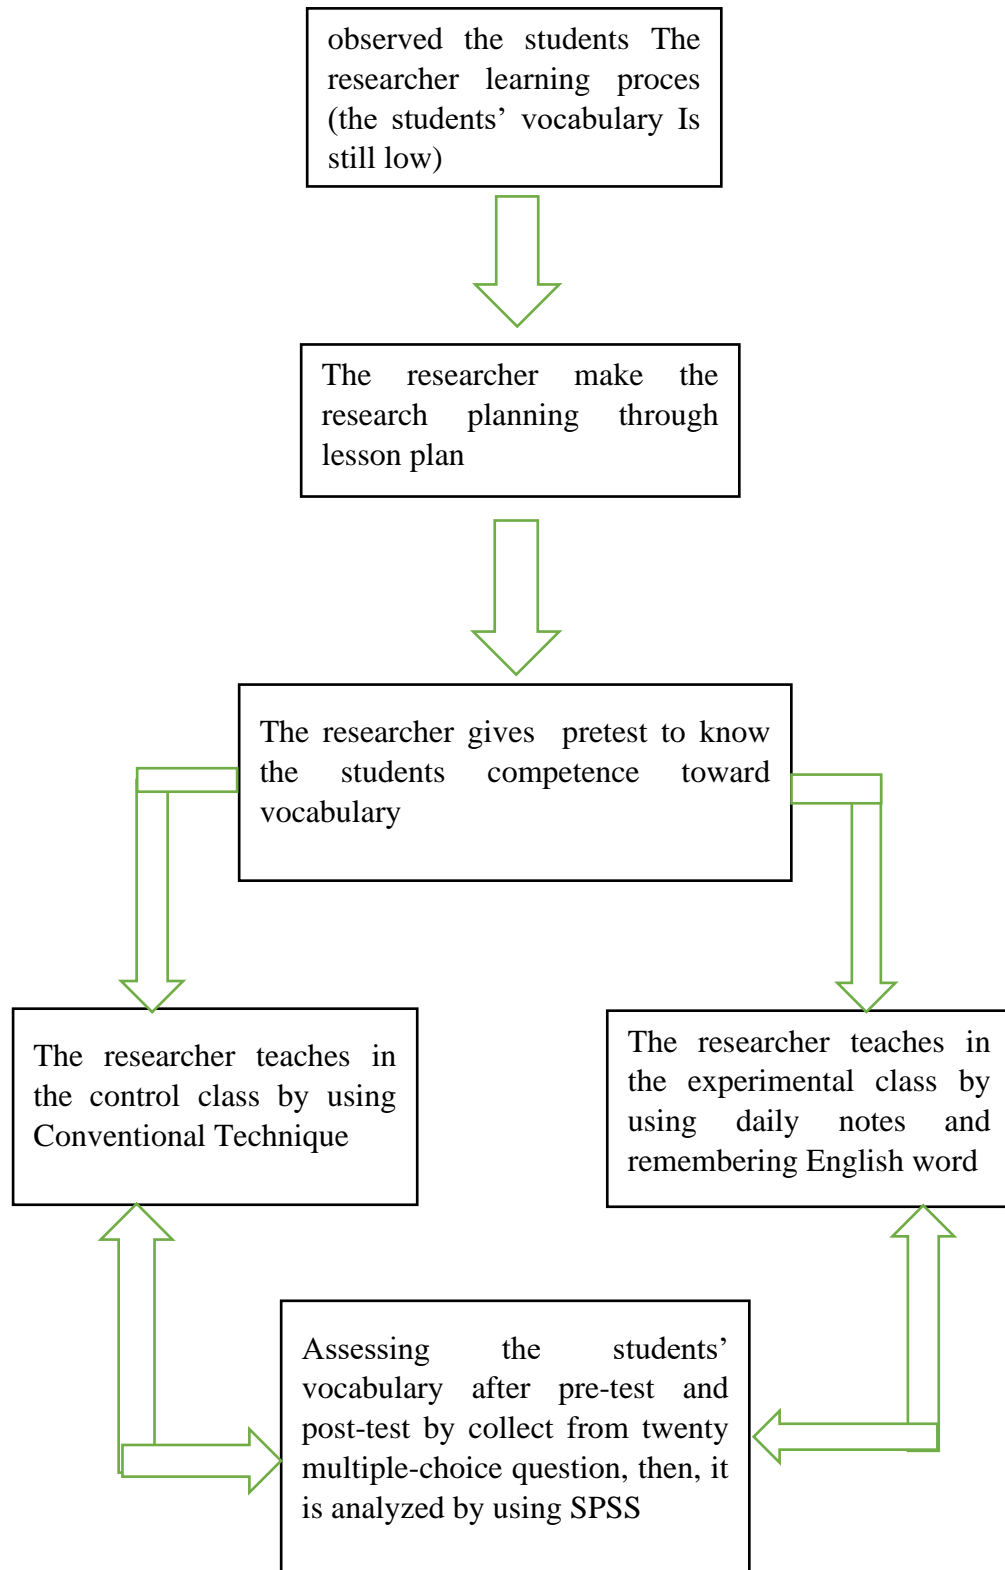 observed the students The
researcher learning proces
(the students’ vocabulary Is
still low)
The researcher make the
research planning through
lesson plan
The researcher gives pretest to know
the students competence toward
vocabulary
The researcher teaches in
the control class by using
Conventional Technique
The researcher teaches in
the experimental class by
using daily notes and
remembering English word
Assessing the students’
vocabulary after pre-test and
post-test by collect from twenty
multiple-choice question, then, it
is analyzed by using SPSS